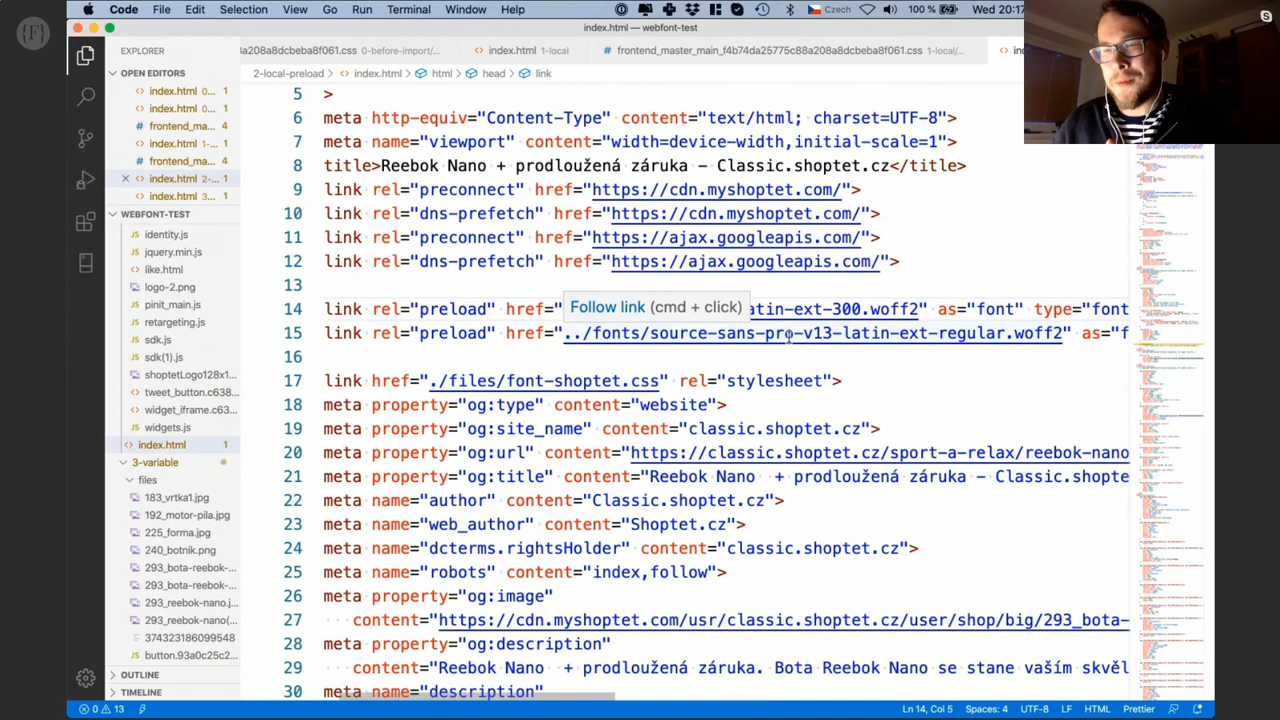 {F}
Code File Edit Selection View Go Run Terminal Window Help Czech 100 % Wed 20:17
index.html — webfont-test
EXPLORER
a208a8dcbeba8f061.css 0-before-import/... index.html 1-local frontend_master_main_f4b74da25775c88a208a8dcbeba8f061.css 1-local/...
OPEN EDITORS
index.html 0... 1
index.html 0... 1
frontend_ma...
index.html 1-... 1
frontend_ma...
index.html 2-... 1
index.html 3... 1
WEBFONT-TEST
identity.js
jquery.min.js
like.html
logo-2.png
pinit_main.js
retargeting.js
sdk.js
sdk(1).js
shoptetLogo128x1...
tweet_button.c638...
widget_iframe.c63...
widgets.js
index.html 1
3-variable
files
183_vrtka1.jpg
192_motor-pila.jpg
225_formi.jpg
240_botnik.png
293_bota-reebok-...
293_bota-reebok-...
293_reebok-nano.j...
293_reebok-nano(...
374323186099548
button.93a0c2c22...
OUTLINE
TIMELINE
2-local-preload > index.html > html > head > link
5 >
6 meta http-equiv="Content-Type" content="text/html; charset=UTF-8">
7 meta name="viewport" content="width=device-width,initial-scale=1">
8 title>Reebok Nano + prodloužená záruka - Classic.shoptet.cz</title>
9 link rel="preconnect" href="https://cdn.myshoptet.com/">
10 link rel="dns-prefetch" href="https://cdn.myshoptet.com/">
11 link rel="preconnect" href="https://ajax.googleapis.com/">
12 link rel="dns-prefetch" href="https://ajax.googleapis.com/">
13
Follow link (cmd +
14 link rel="preload" href="
atin-ext-300.woff2" as="font" type="font
15 link rel="preload" href="../fonts/source-sans-pro-v13-latin-ext-regular.woff2" as="f
16
17 link href="./files/font-shoptet.css" rel="stylesheet">
18 meta property="og:type" content="website">
19 meta property="og:site_name" content="classic.shoptet.cz">
20 meta property="og:url" content="https://classic.shoptet.cz/sport-a-relax/reebok-nano
21 meta property="og:title" content="Reebok Nano + prodloužená záruka - Classic.shopte
22 meta name="author" content="Classic.shoptet.cz">
23 meta name="web_author" content="Shoptet.cz">
24 meta name="dcterms.rightsHolder" content="classic.shoptet.cz">
25 meta name="robots" content="index,follow">
26 meta property="og:image"
27 content="https://cdn.myshoptet.com/usr/classic.shoptet.cz/user/shop/big/293_bota-
28 meta property="og:description"
29 content="Reebok Nano + prodloužená záruka. Bota Reebok nano se stane vaším skvěl
30 meta name="description"
0 13
Ln 14, Col 5 Spaces: 4 UTF-8 LF HTML Prettier